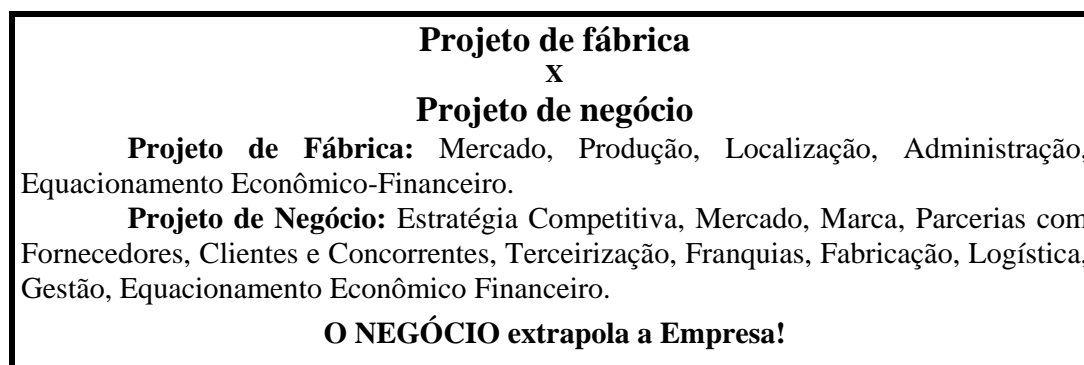 Projeto de fábrica
X
Projeto de negócio
Projeto de Fábrica: Mercado, Produção, Localização, Administração,
Equacionamento Econômico-Financeiro.
Projeto de Negócio: Estratégia Competitiva, Mercado, Marca, Parcerias com
Fornecedores, Clientes e Concorrentes, Terceirização, Franquias, Fabricação, Logística,
Gestão, Equacionamento Econômico Financeiro.
O NEGÓCIO extrapola a Empresa!